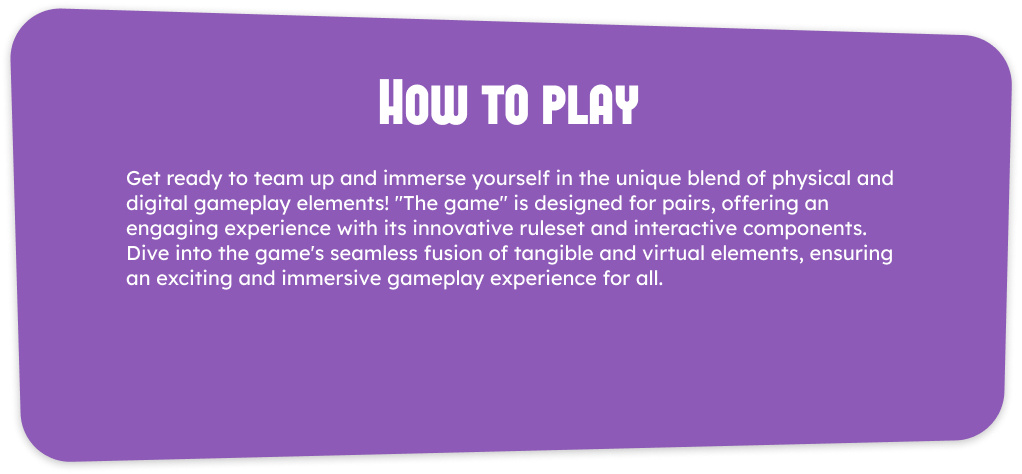 How to play
Get ready to team up and immerse yourself in the unique blend of physical and
digital gameplay elements! "The game" is designed for pairs, offering an
engaging experience with its innovative ruleset and interactive components.
Dive into the game's seamless fusion of tangible and virtual elements, ensuring
an exciting and immersive gameplay experience for all.